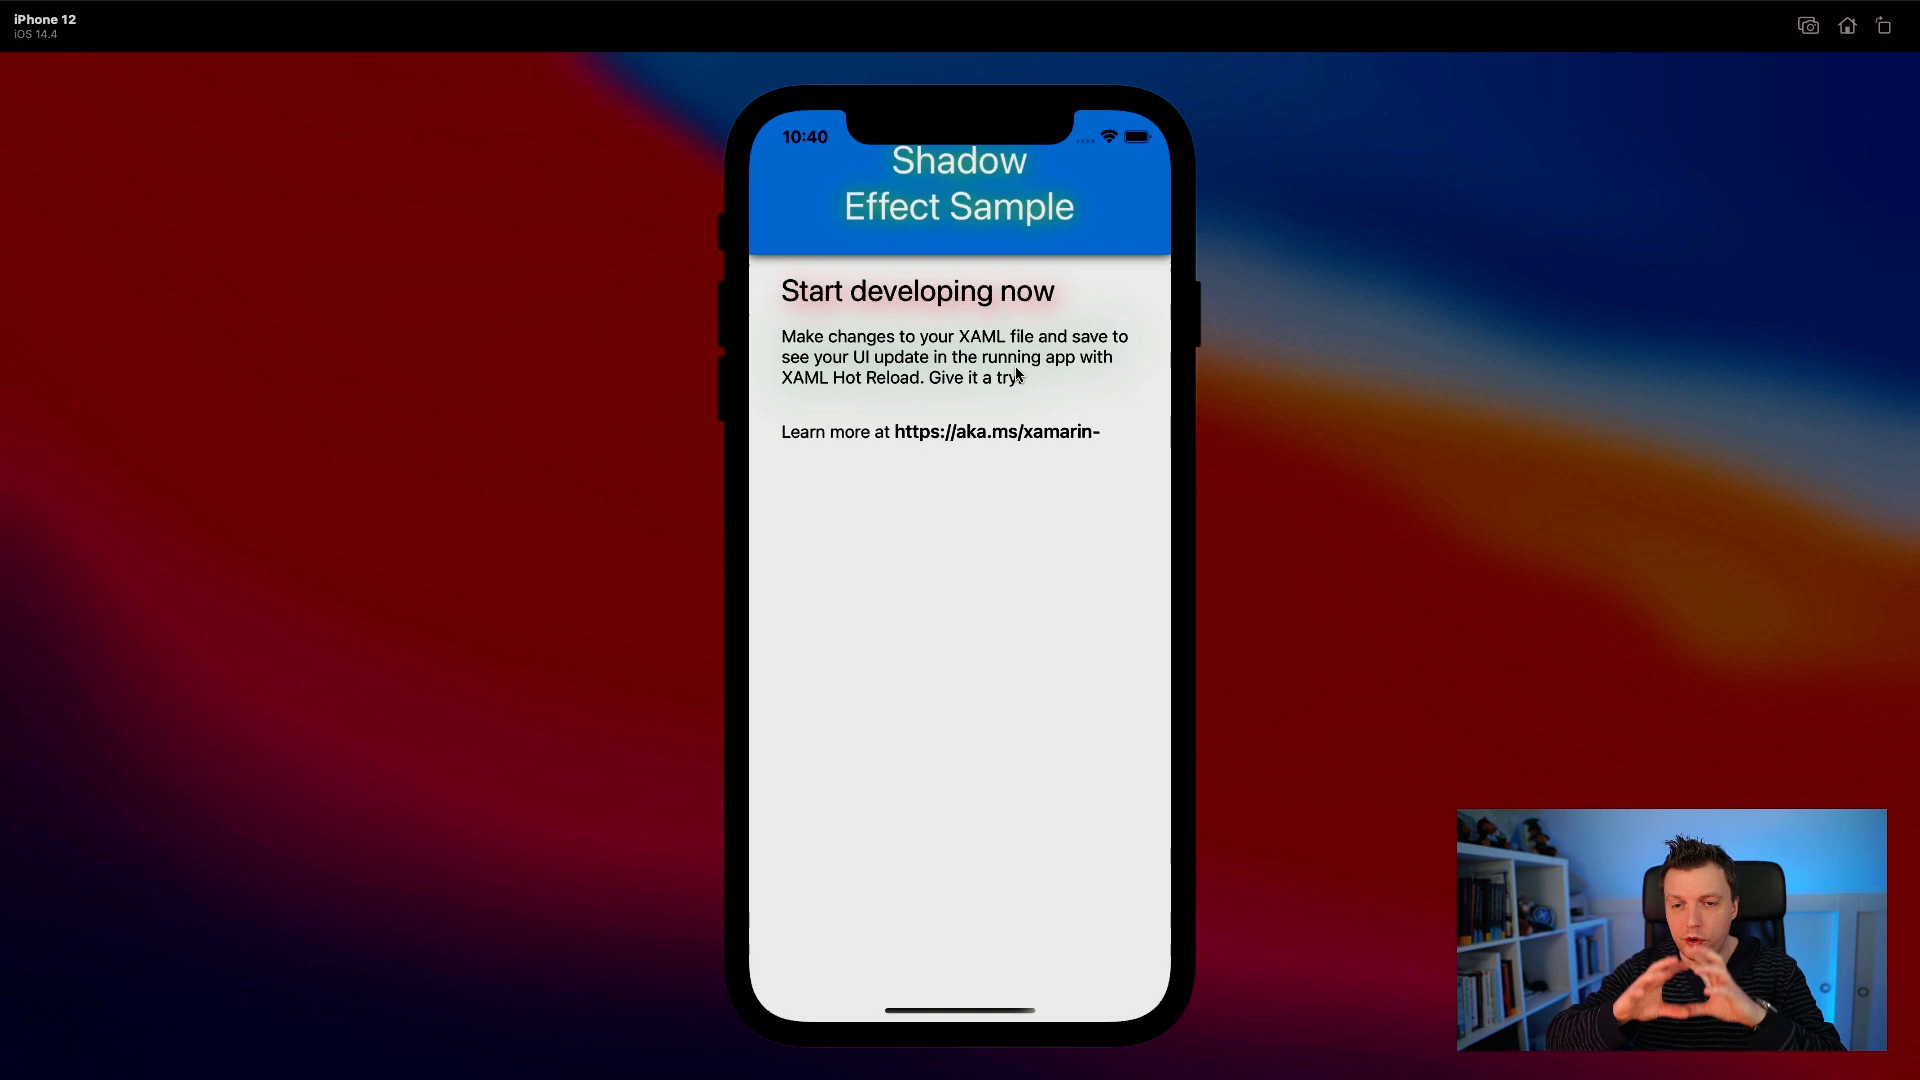 iPhone 12
iOS 14.4
10:40
Shadow
Effect Sample
Start developing now
Make changes to your XAML file and save to
see your UI update in the running app with
XAML Hot Reload. Give it a try
Learn more at https://aka.ms/xamarin-